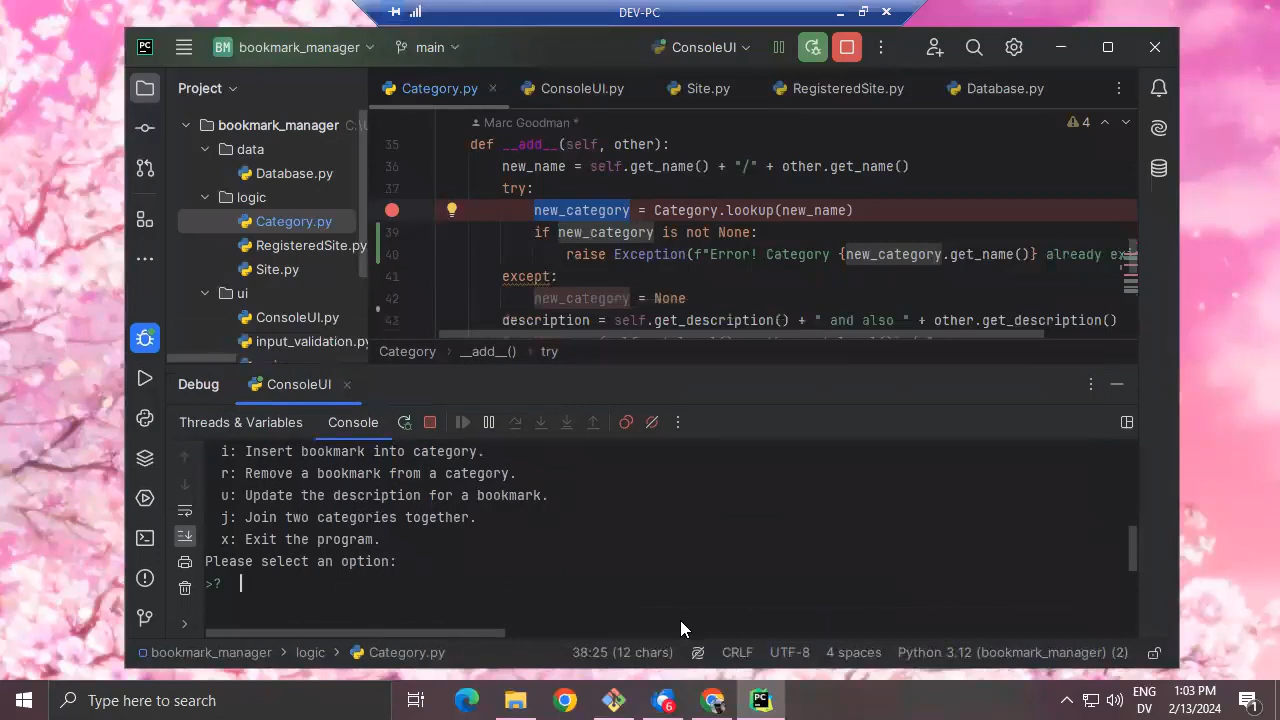 DEV-PC
PC
BM bookmark_manager main ConsoleUI
Project Category.py ConsoleUI.py Site.py RegisteredSite.py Database.py
bookmark_manager C:\
data
Database.py
logic
Category.py
RegisteredSite.py
Site.py
ui
ConsoleUI.py
input_validation.py
Marc Goodman * 4
35 def __add__(self, other):
36 new_name = self.get_name() + "/" + other.get_name()
37 try:
new_category = Category.lookup(new_name)
39 if new_category is not None:
40 raise Exception(f"Error! Category {new_category.get_name()} already
41 except:
42 new_category = None
43 description = self.get_description() + " and also " + other.get_description()
Category __add__() try
Debug ConsoleUI
Threads & Variables Console
i: Insert bookmark into category.
r: Remove a bookmark from a category.
u: Update the description for a bookmark.
j: Join two categories together.
x: Exit the program.
Please select an option:
>?
bookmark_manager logic Category.py 38:25 (12 chars) CRLF UTF-8 4 spaces Python 3.12 (bookmark_manager) (2)
Type here to search 6 PC ENG 1:03 PM
DV 2/13/2024 1